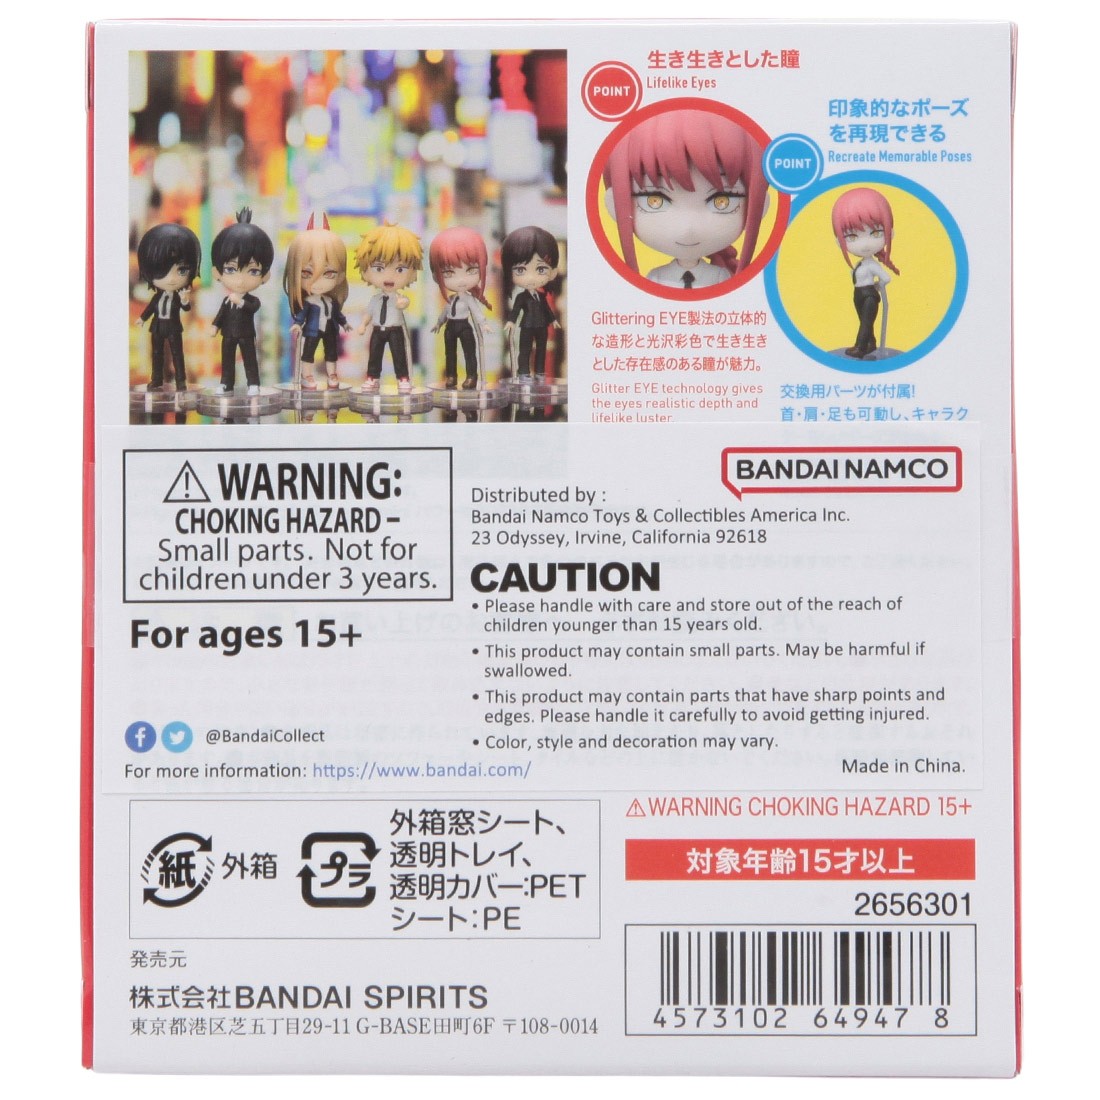 生き生きとした瞳
POINT
Lifelike Eyes
印象的なポーズ
を再現できる
POINT
Recreate Memorable Poses
Glittering EYE製法の立体的
な造形と光沢彩色で生き生き
とした存在感のある瞳が魅力。
Glitter EYE technology gives
the eyes realistic depth and
lifelike luster.
交換用パーツが付属!
首・肩・足も可動し、キャラク
⚠WARNING:
CHOKING HAZARD –
Small parts. Not for
children under 3 years.
For ages 15+
@BandaiCollect
For more information: https://www.bandai.com/
BANDAI NAMCO
Distributed by :
Bandai Namco Toys & Collectibles America Inc.
23 Odyssey, Irvine, California 92618
CAUTION
• Please handle with care and store out of the reach of
children younger than 15 years old.
• This product may contain small parts. May be harmful if
swallowed.
• This product may contain parts that have sharp points and
edges. Please handle it carefully to avoid getting injured.
• Color, style and decoration may vary.
Made in China.
紙 外箱
プラ
外箱窓シート、
透明トレイ、
透明カバー:PET
シート:PE
発売元
株式会社BANDAI SPIRITS
東京都港区芝五丁目29-11 G-BASE田町6F 〒108-0014
⚠WARNING CHOKING HAZARD 15+
対象年齢15才以上
2656301
4573102 64947 8